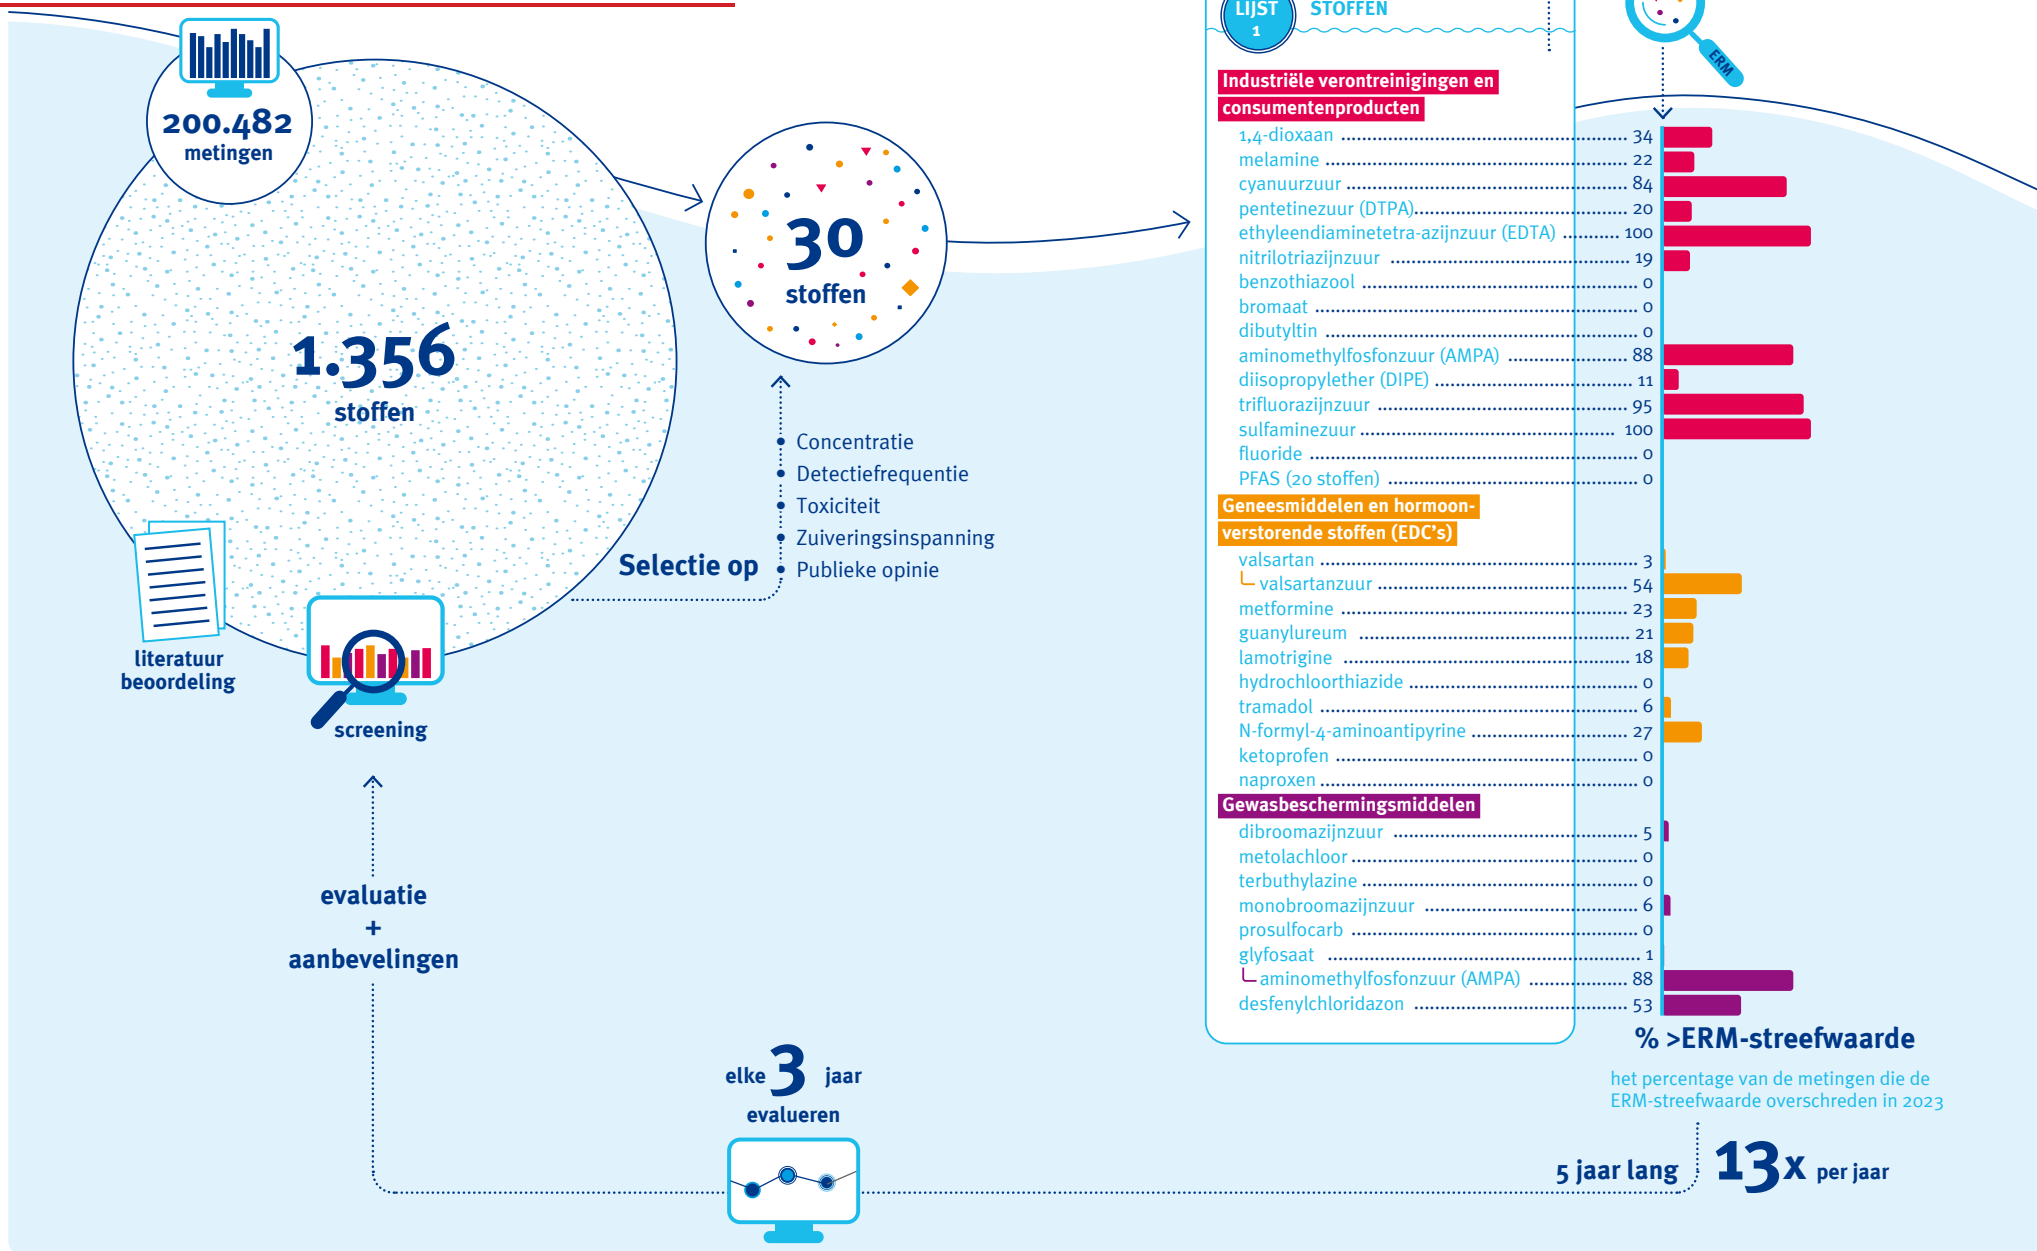 200.482
metingen
1.356
stoffen
literatuur
beoordeling
screening
30
stoffen
Selectie op
Concentratie
Detectiefrequentie
Toxiciteit
Zuiveringsinspanning
Publieke opinie
evaluatie
+
aanbevelingen
elke 3 jaar
evalueren
LIJST
1
STOFFEN
ERM
Industriële verontreinigingen en
consumentenproducten
1,4-dioxaan 34
melamine 22
cyanuurzuur 84
pentetinezuur (DTPA) 20
ethyleendiaminetetra-azijnzuur (EDTA) 100
nitrilotriazijnzuur 19
benzothiazool 0
bromaat 0
dibutyltin 0
aminomethylfosfonzuur (AMPA) 88
diisopropylether (DIPE) 11
trifluorazijnzuur 95
sulfaminezuur 100
fluoride 0
PFAS (20 stoffen) 0
Geneesmiddelen en hormoon-
verstorende stoffen (EDC's)
valsartan 3
valsartanzuur 54
metformine 23
guanylureum 21
lamotrigine 18
hydrochloorthiazide 0
tramadol 6
N-formyl-4-aminoantipyrine 27
ketoprofen 0
naproxen 0
Gewasbeschermingsmiddelen
dibroomazijnzuur 5
metolachloor 0
terbuthylazine 0
monobroomazijnzuur 6
prosulfocarb 0
glyfosaat 1
aminomethylfosfonzuur (AMPA) 88
desfenylchloridazon 53
% >ERM-streefwaarde
het percentage van de metingen die de
ERM-streefwaarde overschreden in 2023
5 jaar lang 13x per jaar